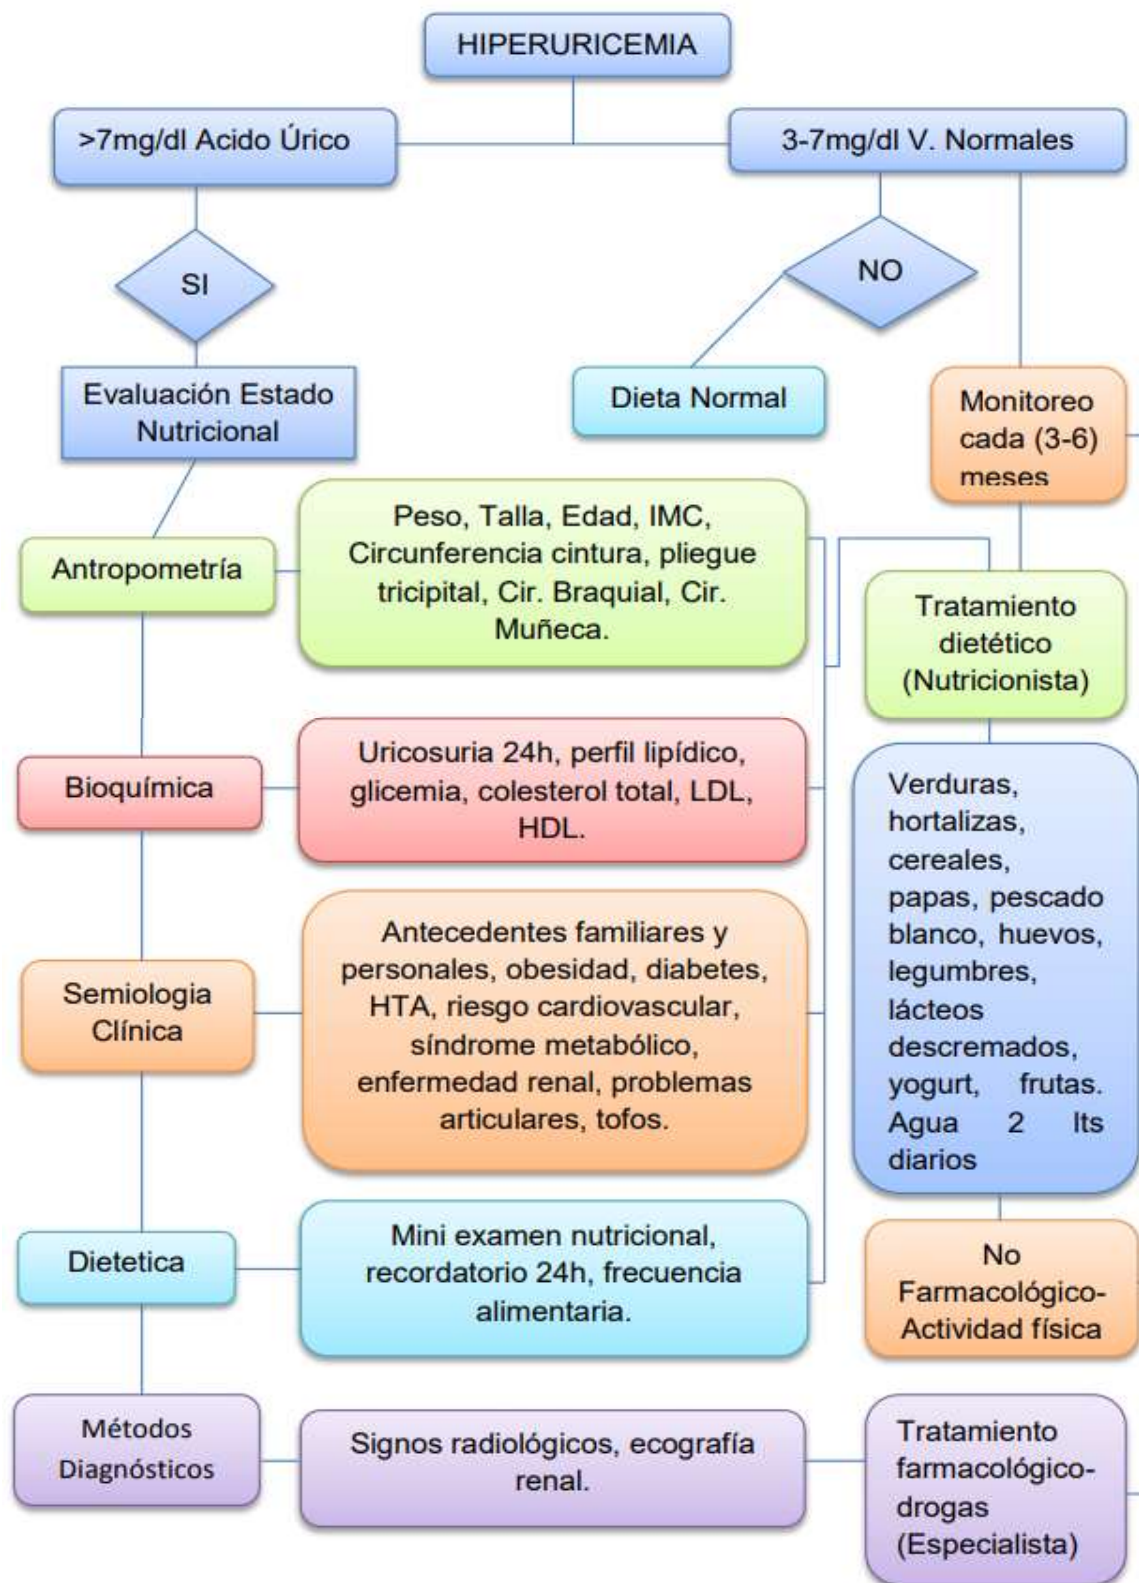 HIPERURICEMIA
>7mg/dl Acido Úrico
3-7mg/dl V. Normales
SI
NO
Evaluación Estado
Nutricional
Dieta Normal
Monitoreo
cada (3-6)
meses
Antropometría
Peso, Talla, Edad, IMC,
Circunferencia cintura, pliegue
tricipital, Cir. Braquial, Cir.
Muñeca.
Tratamiento
dietético
(Nutricionista)
Bioquímica
Uricosuria 24h, perfil lipídico,
glicemia, colesterol total, LDL,
HDL.
Verduras,
hortalizas,
cereales,
papas, pescado
blanco, huevos,
legumbres,
lácteos
descremados,
yogurt, frutas.
Agua 2 lts
diarios
Semiologia
Clínica
Antecedentes familiares y
personales, obesidad, diabetes,
HTA, riesgo cardiovascular,
síndrome metabólico,
enfermedad renal, problemas
articulares, tofos.
Dietetica
Mini examen nutricional,
recordatorio 24h, frecuencia
alimentaria.
No
Farmacológico-
Actividad física
Métodos
Diagnósticos
Signos radiológicos, ecografía
renal.
Tratamiento
farmacológico-
drogas
(Especialista)